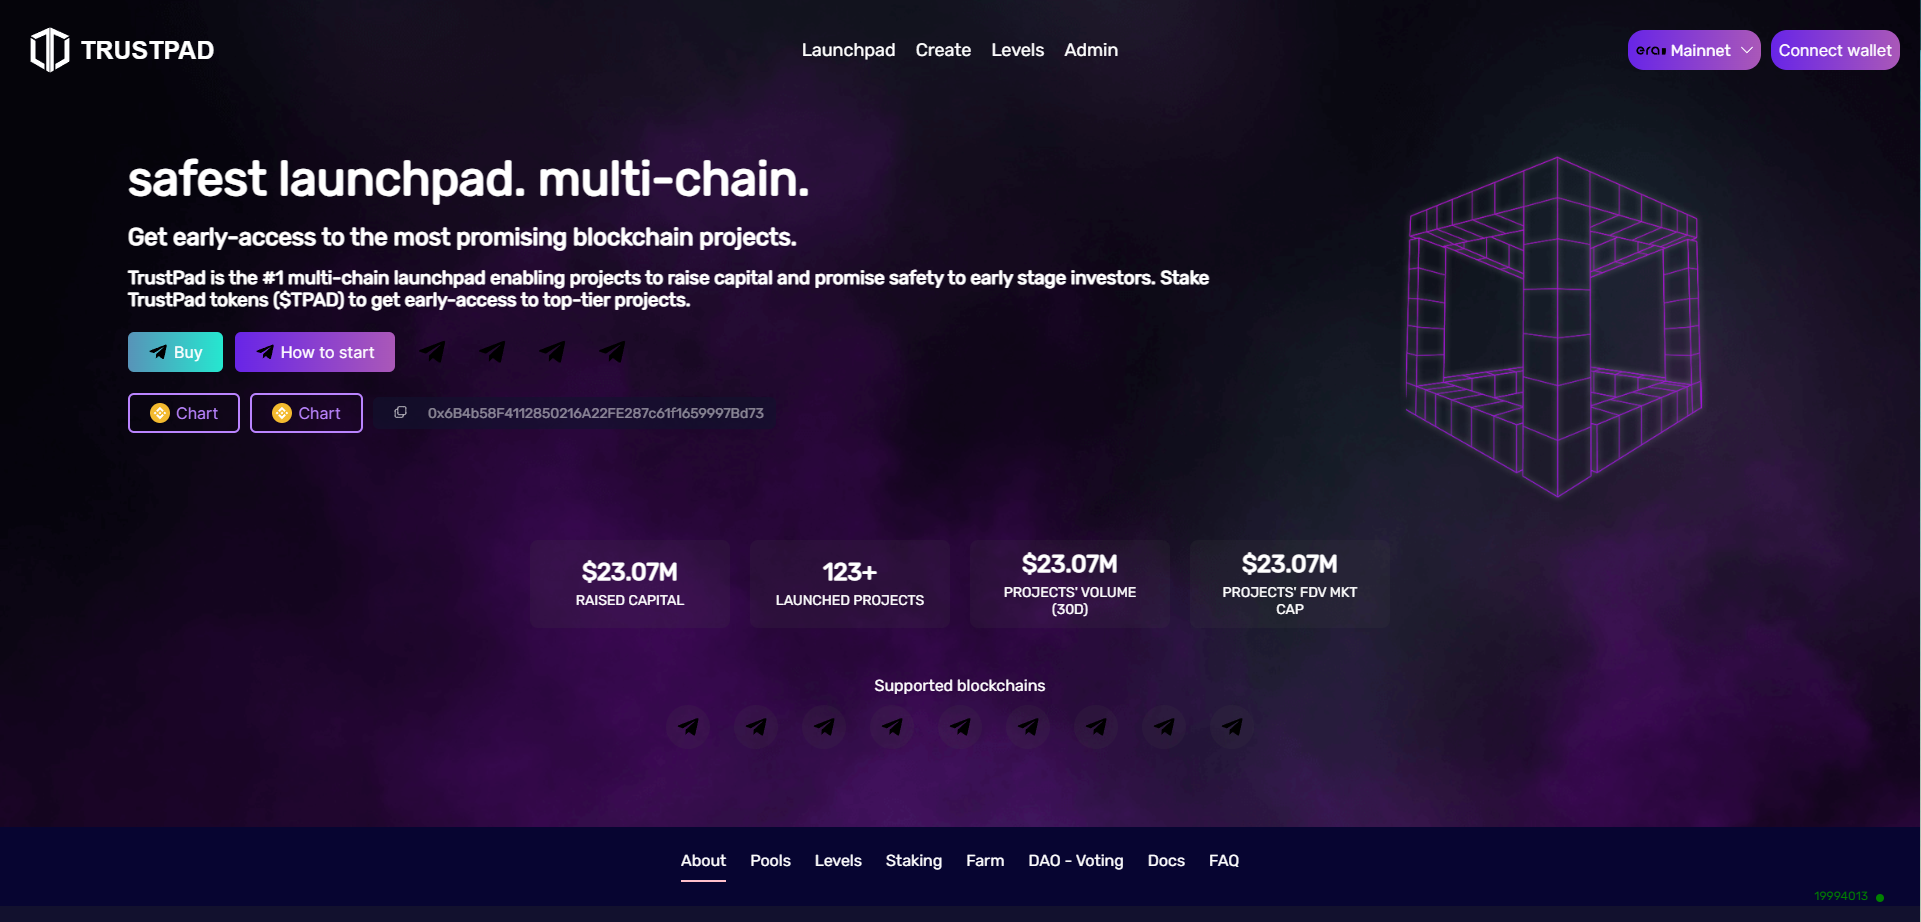 TRUSTPAD
Launchpad Create Levels Admin
era Mainnet
Connect wallet
safest launchpad. multi-chain.
Get early-access to the most promising blockchain projects.
TrustPad is the #1 multi-chain launchpad enabling projects to raise capital and promise safety to early stage investors. Stake
TrustPad tokens ($TPAD) to get early-access to top-tier projects.
Buy
How to start
Chart
Chart
0x6B4b58F4112850216A22FE287c61f1659997Bd73
$23.07M
RAISED CAPITAL
123+
LAUNCHED PROJECTS
$23.07M
PROJECTS' VOLUME
(30D)
$23.07M
PROJECTS' FDV MKT
CAP
Supported blockchains
About Pools Levels Staking Farm DAO - Voting Docs FAQ
19994013